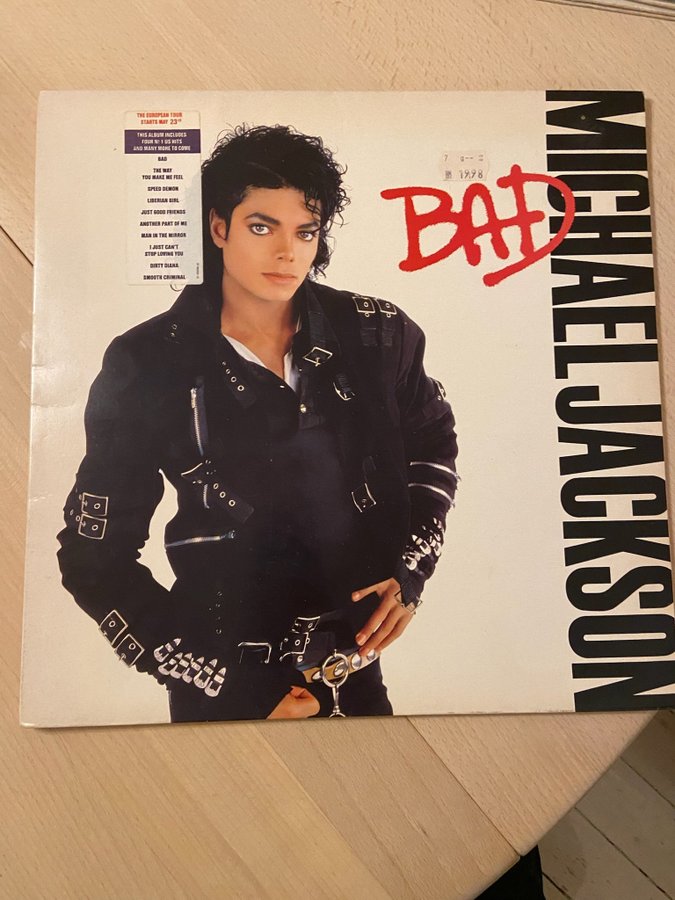 THE EUROPEAN TOUR
STARTS MAY 23rd
THIS ALBUM INCLUDES
FOUR Nº 1 US HITS
AND MANY MORE TO COME
BAD
THE WAY
YOU MAKE ME FEEL
SPEED DEMON
LIBERIAN GIRL
JUST GOOD FRIENDS
ANOTHER PART OF ME
MAN IN THE MIRROR
I JUST CAN'T
STOP LOVING YOU
DIRTY DIANA
SMOOTH CRIMINAL
1998
BAD
MICHAEL JACKSON